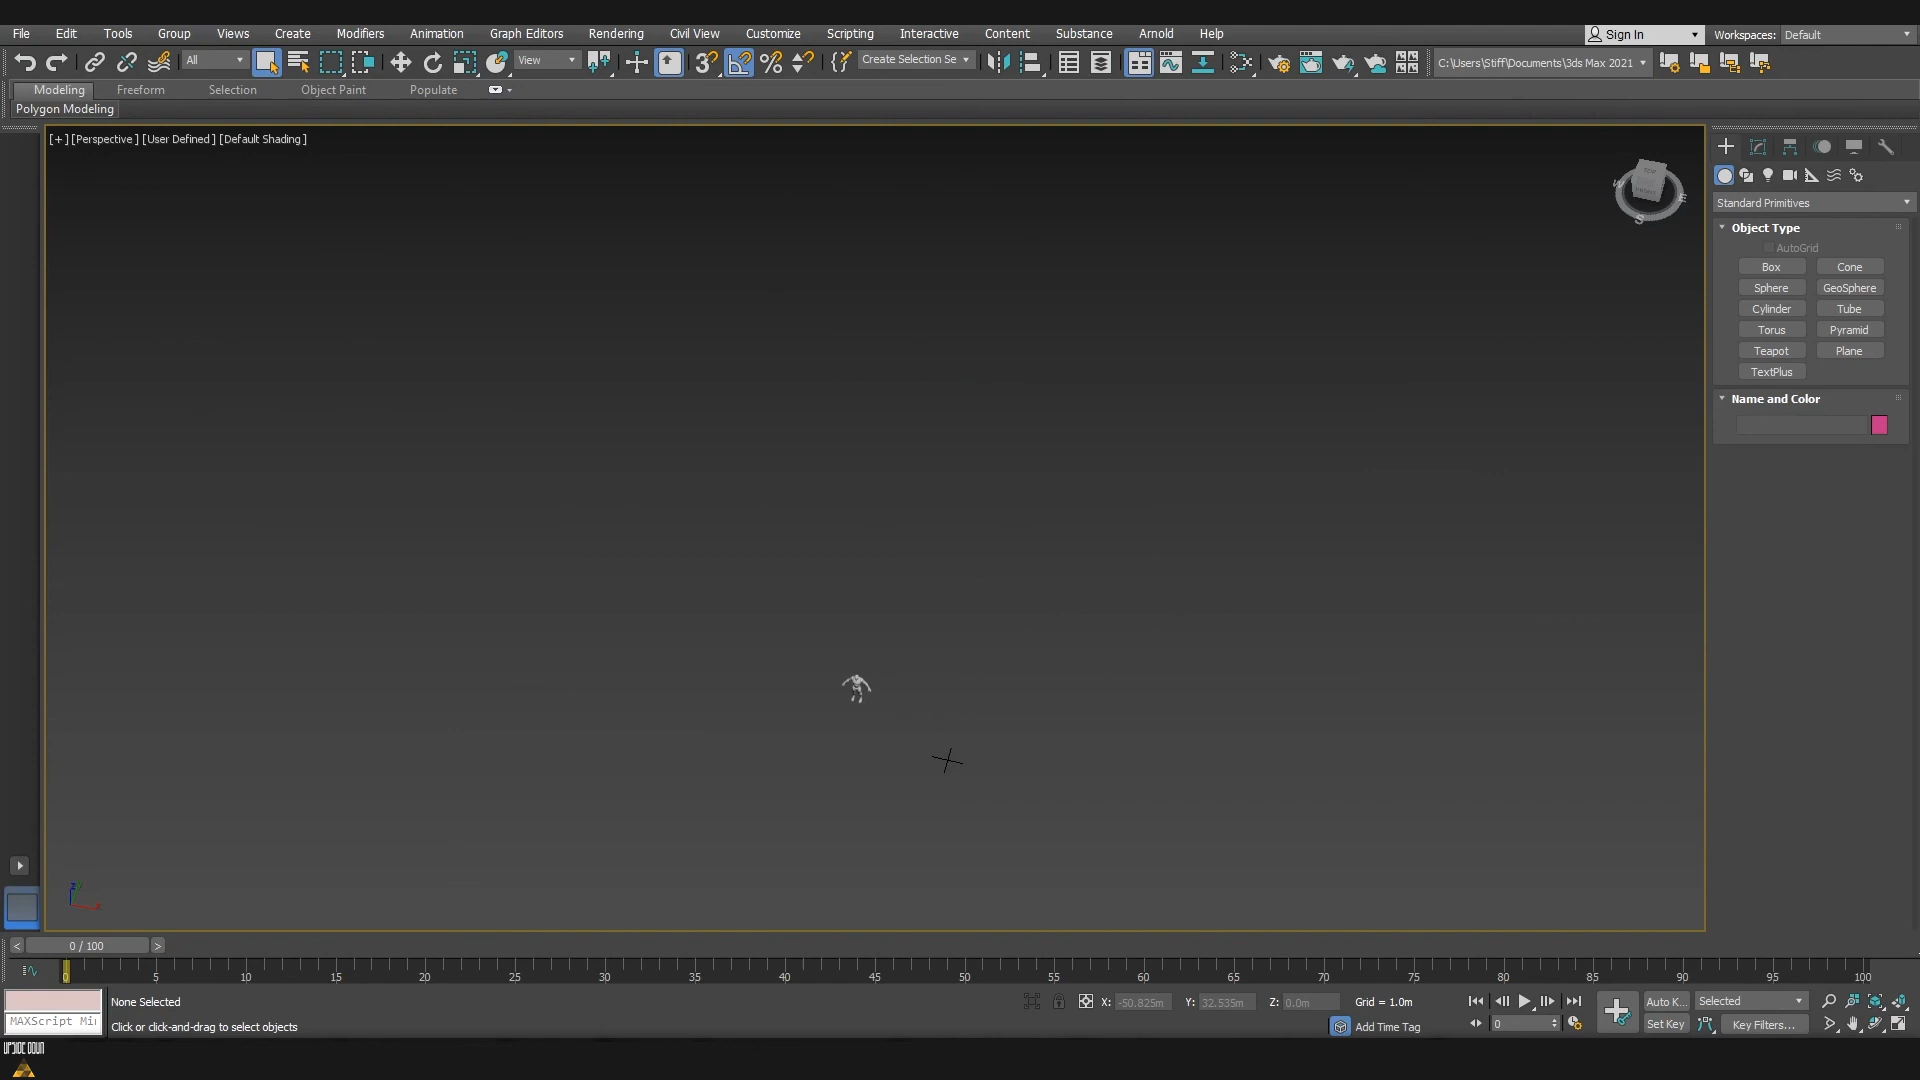 File Edit Tools Group Views Create Modifiers Animation Graph Editors Rendering Civil View Customize Scripting Interactive Content Substance Arnold Help Sign In Workspaces: Default
All View Create Selection Se C:\Users\Stiff\Documents\3ds Max 2021
Modeling Freeform Selection Object Paint Populate
Polygon Modeling
[+] [Perspective] [User Defined] [Default Shading]
TOP
FRONT
W
E
S
Standard Primitives
Object Type
AutoGrid
Box Cone
Sphere GeoSphere
Cylinder Tube
Torus Pyramid
Teapot Plane
TextPlus
Name and Color
z
x
< 0 / 100 >
0 5 10 15 20 25 30 35 40 45 50 55 60 65 70 75 80 85 90 95 100
None Selected X: -50.825m Y: 32.535m Z: 0.0m Grid = 1.0m Auto K... Selected
MAXScript Mi Click or click-and-drag to select objects Add Time Tag 0 Set Key Key Filters...
UPSIDE DOWN